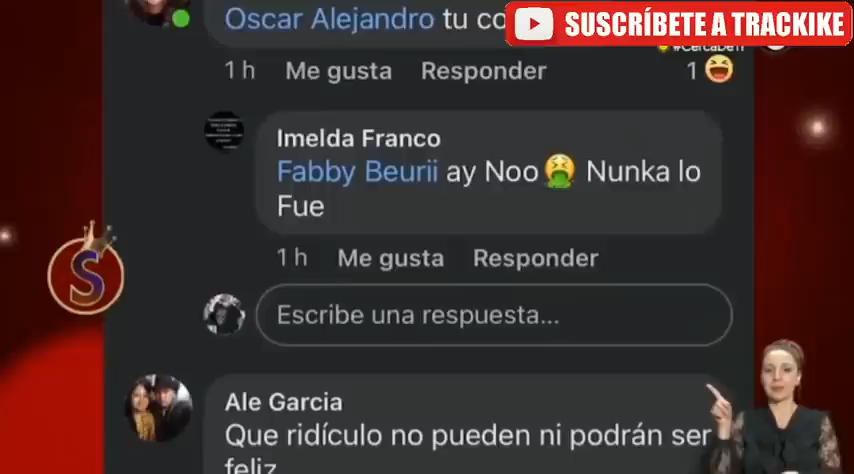 Oscar Alejandro tu co
SUSCRÍBETE A TRACKIKE
1 h Me gusta Responder 1
Imelda Franco
Fabby Beurii ay Noo🤮 Nunka lo
Fue
1 h Me gusta Responder
S
Escribe una respuesta...
Ale Garcia
Que ridículo no pueden ni podrán ser
feliz